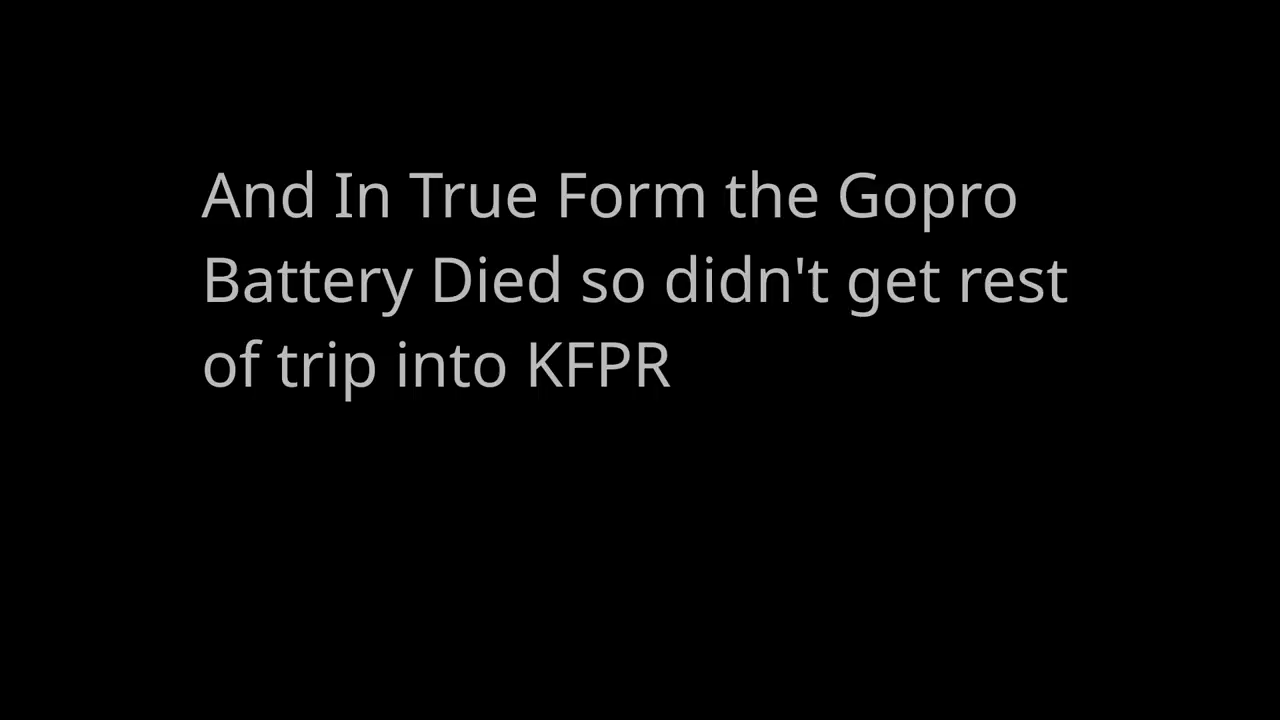 And In True Form the Gopro
Battery Died so didn't get rest
of trip into KFPR